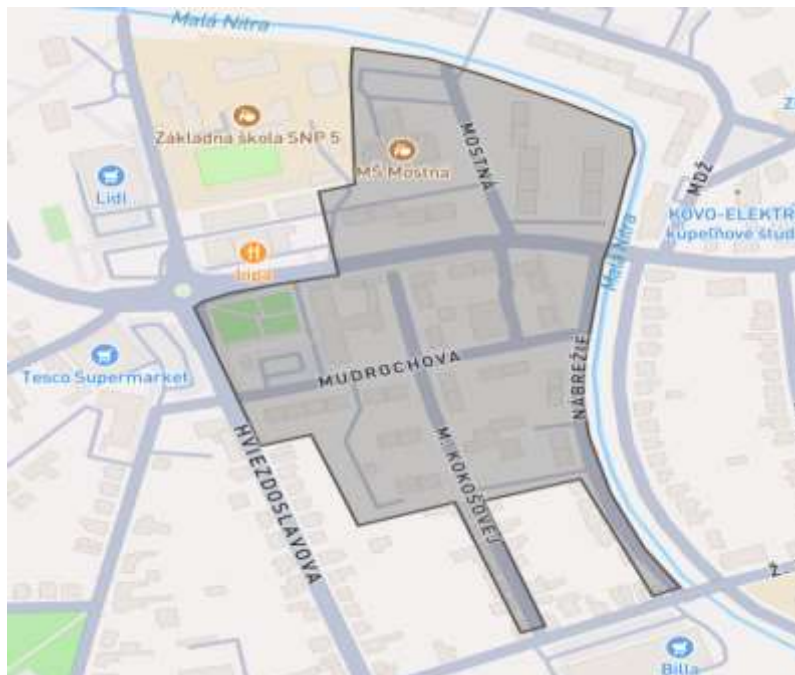 Malá Nitra
Základná škola SNP 5
MOSTNÁ
MŠ Mostná
MDŽ
Lidl
KOVO-ELEKTR
kúpeľňové štúd
Malá Nitra
Tesco Supermarket
MUDROCHOVA
NÁBREŽIE
HVIEZDOSLAVOVA
M. KOKOŠOVEJ
Ž
Billa